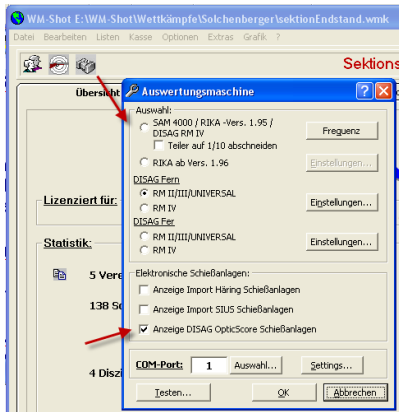 WM-Shot E:\WM-Shot\Wettkämpfe\Solchenberger\sektionEndstand.wmk
Datei Bearbeiten Listen Kasse Optionen Extras Grafik ?
Sektions
Übersicht
Auswertungsmaschine
Auswahl:
SAM 4000 / RIKA -Vers. 1.95 /
DISAG RM IV
Frequenz
Teiler auf 1/10 abschneiden
RIKA ab Vers. 1.96
Einstellungen...
DISAG Fern
RM II/III/UNIVERSAL
Einstellungen...
RM IV
DISAG Fer
RM II/III/UNIVERSAL
Einstellungen...
RM IV
Lizenziert für:
Statistik:
5 Vere
138 Sc
4 Diszi
Elektronische Schießanlagen:
Anzeige Import Häring Schießanlagen
Anzeige Import SIUS Schießanlagen
Anzeige DISAG OpticScore Schießanlagen
COM-Port: 1 Auswahl... Settings...
Testen... OK Abbrechen